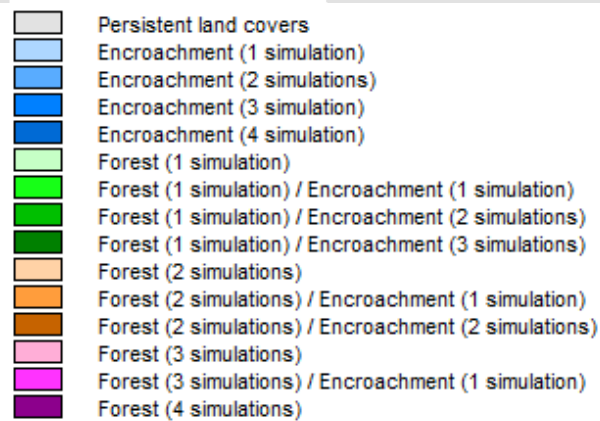 Persistent land covers
Encroachment (1 simulation)
Encroachment (2 simulations)
Encroachment (3 simulation)
Encroachment (4 simulation)
Forest (1 simulation)
Forest (1 simulation) / Encroachment (1 simulation)
Forest (1 simulation) / Encroachment (2 simulations)
Forest (1 simulation) / Encroachment (3 simulations)
Forest (2 simulations)
Forest (2 simulations) / Encroachment (1 simulation)
Forest (2 simulations) / Encroachment (2 simulations)
Forest (3 simulations)
Forest (3 simulations) / Encroachment (1 simulation)
Forest (4 simulations)